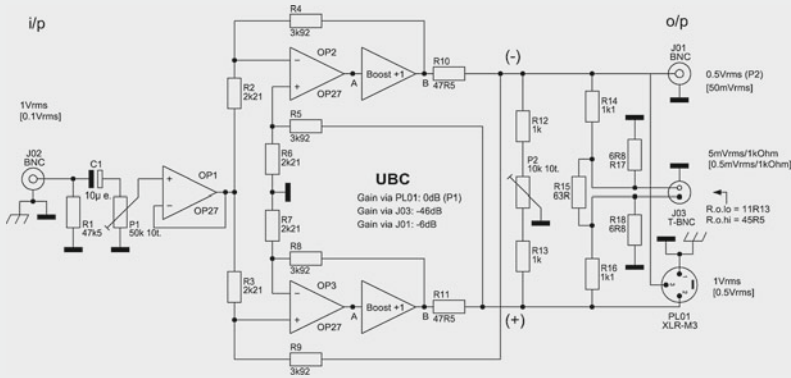 i/p
o/p
R4
3k92
OP2
OP27
A
Boost +1
B
R10
47R5
(-)
J01
BNC
0.5Vrms (P2)
[50mVrms]
R2
2k21
R5
3k92
R12
1k
R14
1k1
1Vrms
[0.1Vrms]
J02
BNC
C1
10µ e.
OP1
OP27
R6
2k21
UBC
Gain via PL01: 0dB (P1)
Gain via J03: -46dB
Gain via J01: -6dB
P2
10k 10t.
R15
63R
6R8
R17
5mVrms/1kOhm
[0.5mVrms/1kOhm]
R1
47k5
P1
50k 10t.
R7
2k21
R18
6R8
J03
T-BNC
R.o.lo = 11R13
R.o.hi = 45R5
R3
2k21
R8
3k92
R13
1k
R16
1k1
OP3
OP27
A
Boost +1
B
R11
47R5
(+)
1
2
3
PL01
XLR-M3
1Vrms
[0.5Vrms]
R9
3k92
+
-
-
+
-
+